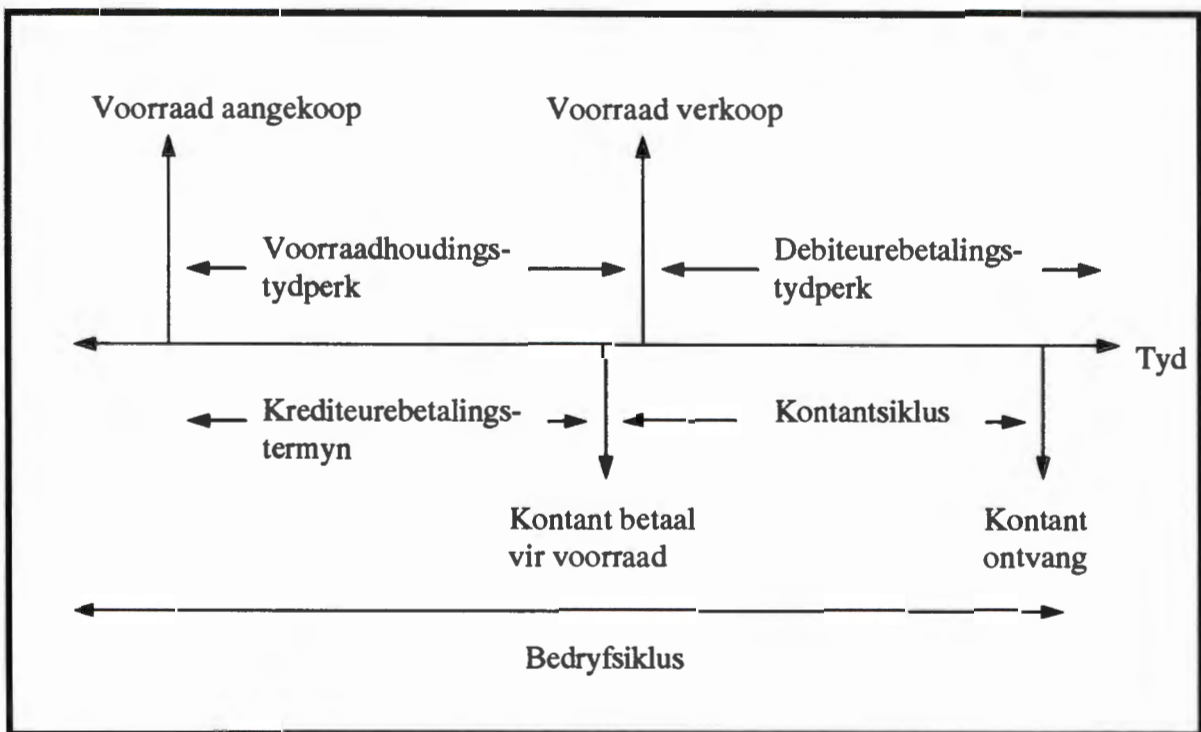 Voorraad aangekoop
Voorraad verkoop
Voorraadhoudings-
tydperk
Debiteurebetalings-
tydperk
Tyd
Krediteurebetalings-
termyn
Kontantsiklus
Kontant betaal
vir voorraad
Kontant
ontvang
Bedryfsiklus